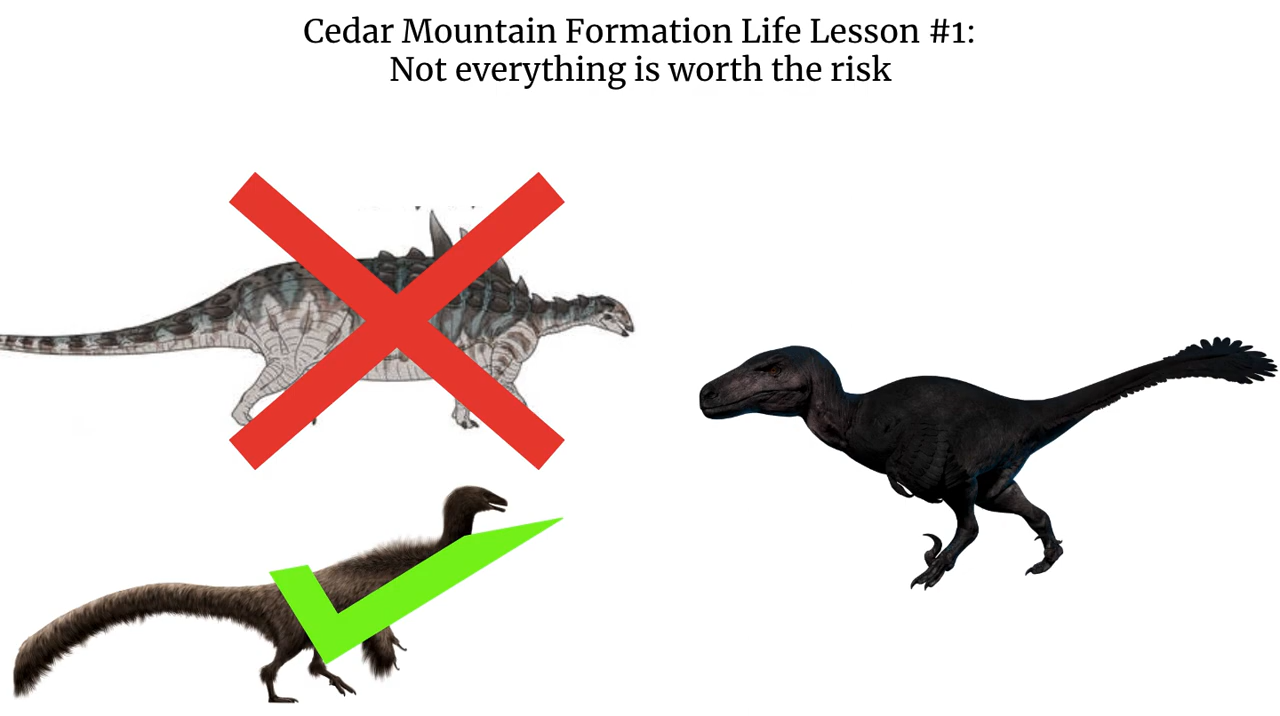 Cedar Mountain Formation Life Lesson #1:
Not everything is worth the risk